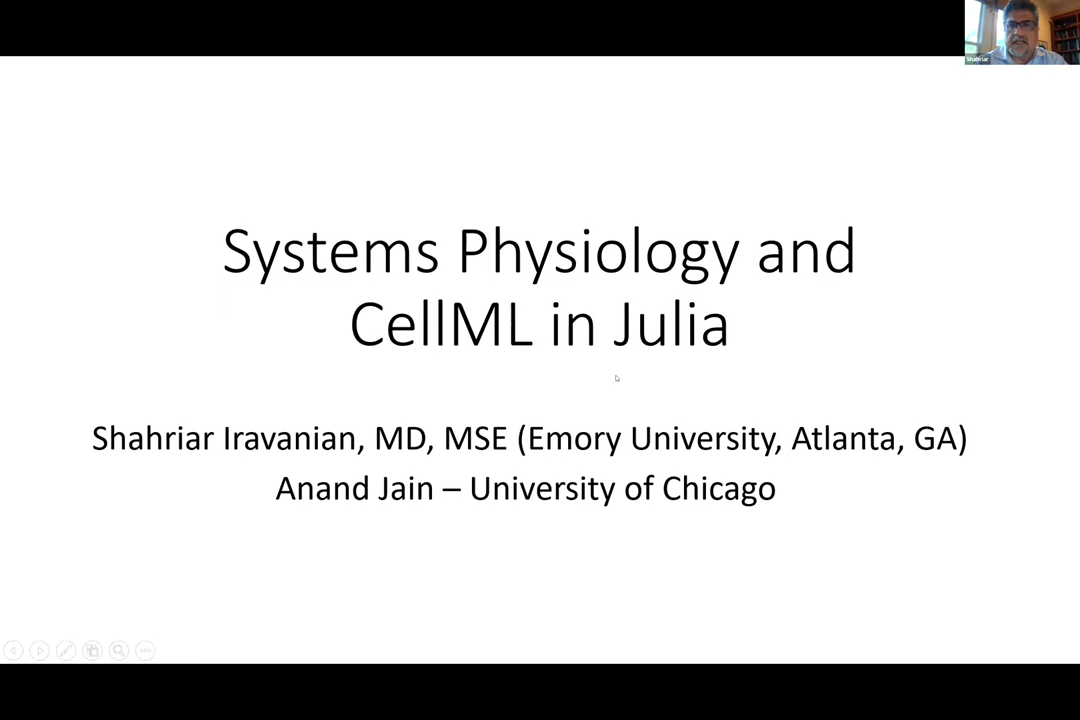 Shahriar
Systems Physiology and
CellML in Julia
Shahriar Iravanian, MD, MSE (Emory University, Atlanta, GA)
Anand Jain – University of Chicago